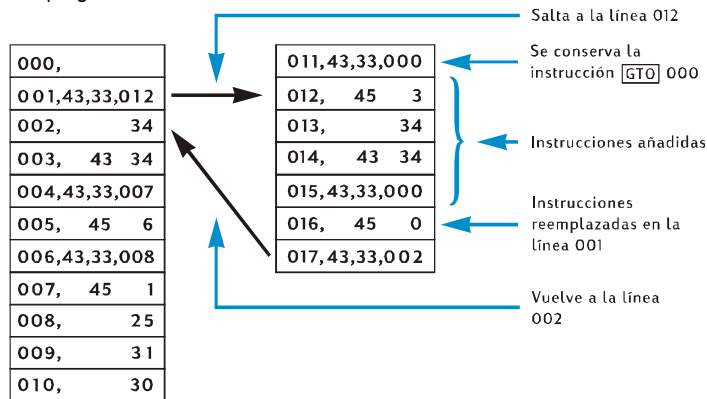 000,
001,43,33,012
002, 34
003, 43 34
004,43,33,007
005, 45 6
006,43,33,008
007, 45 1
008, 25
009, 31
010, 30
011,43,33,000
012, 45 3
013, 34
014, 43 34
015,43,33,000
016, 45 0
017,43,33,002
Salta a la línea 012
Se conserva la
instrucción GTO 000
Instrucciones añadidas
Instrucciones
reemplazadas en la
línea 001
Vuelve a la línea
002